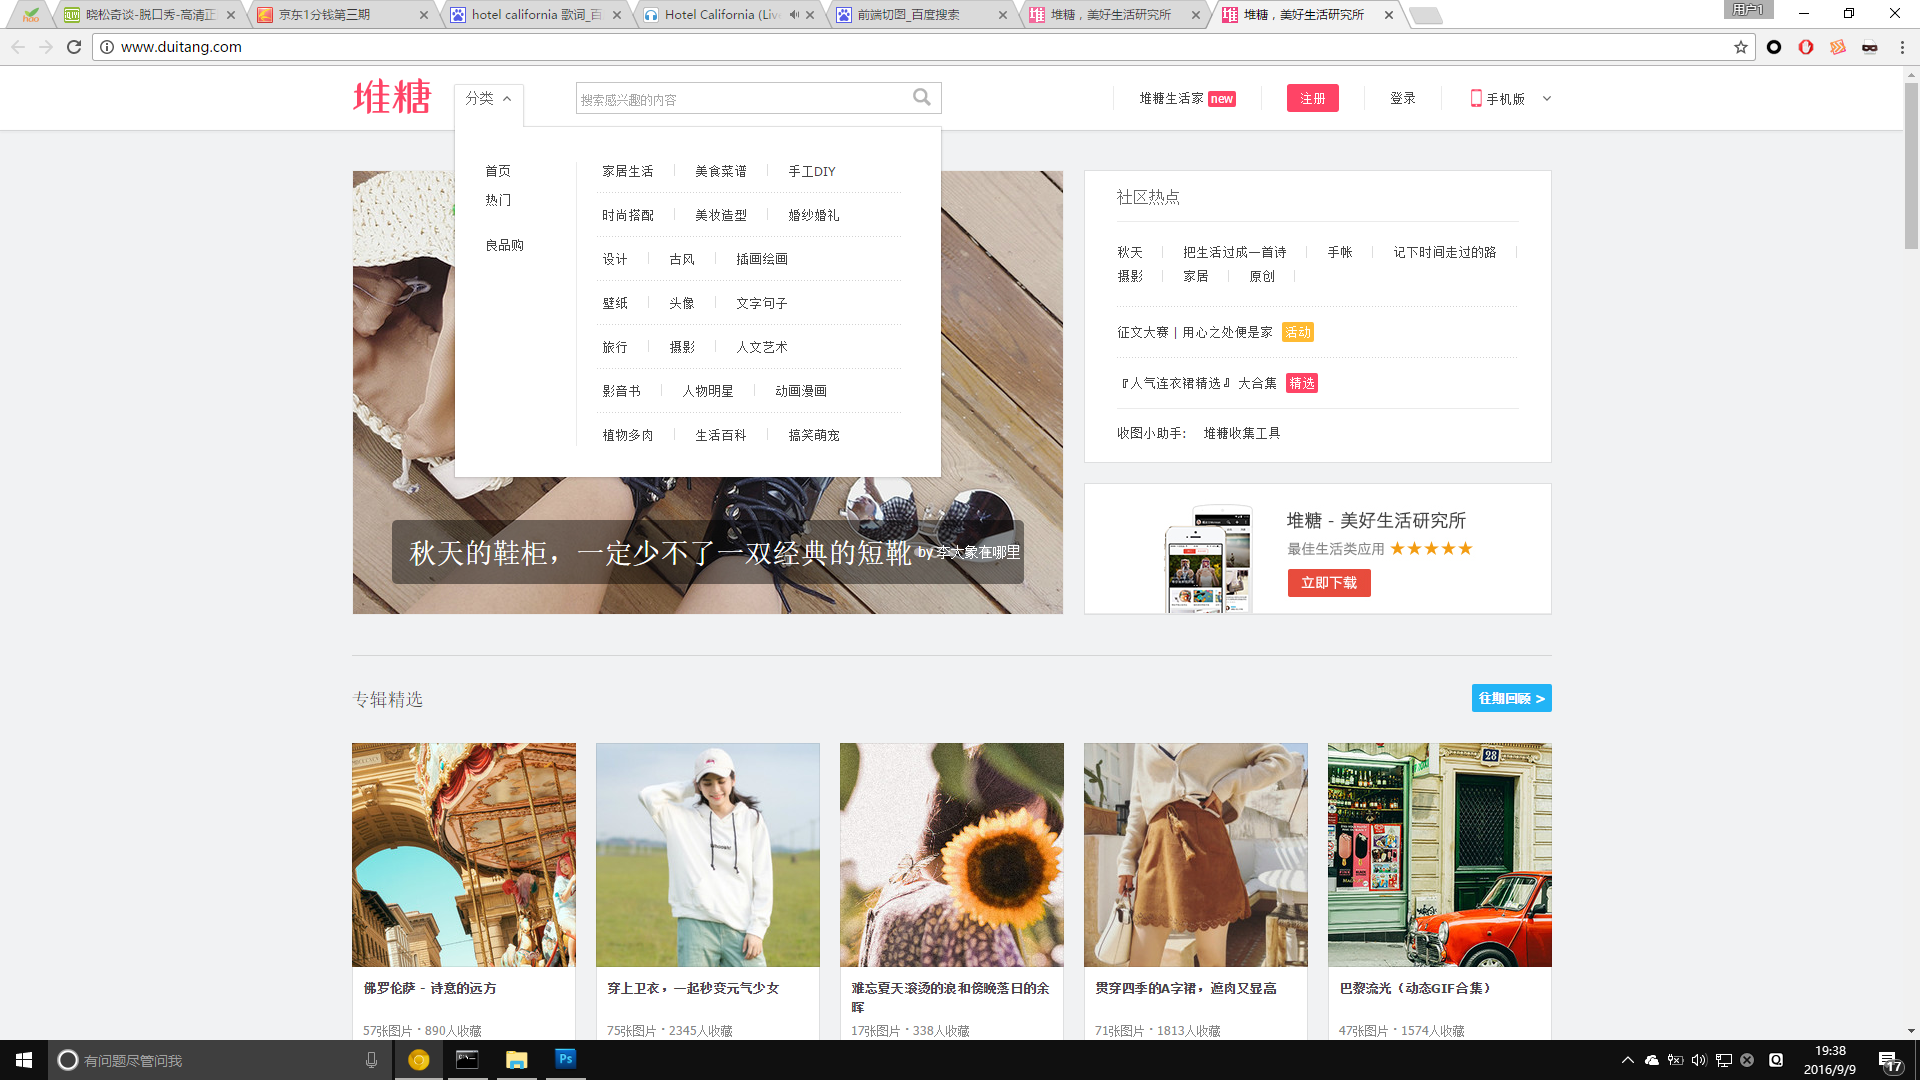 晓松奇谈-脱口秀-高清正
京东1分钱第三期
hotel california 歌词_百
Hotel California (Liv
前端切图_百度搜索
堆糖，美好生活研究所
堆糖，美好生活研究所
用户1
www.duitang.com
堆糖
分类
搜索感兴趣的内容
堆糖生活家 new
注册
登录
手机版
首页
热门
良品购
家居生活 美食菜谱 手工DIY
时尚搭配 美妆造型 婚纱婚礼
设计 古风 插画绘画
壁纸 头像 文字句子
旅行 摄影 人文艺术
影音书 人物明星 动画漫画
植物多肉 生活百科 搞笑萌宠
秋天的鞋柜，一定少不了一双经典的短靴 by 李大象在哪里
社区热点
秋天 把生活过成一首诗 手帐 记下时间走过的路
摄影 家居 原创
征文大赛 | 用心之处便是家 活动
『人气连衣裙精选』大合集 精选
收图小助手： 堆糖收集工具
堆糖 - 美好生活研究所
最佳生活类应用 ★★★★★
立即下载
专辑精选
往期回顾 >
28
佛罗伦萨 - 诗意的远方
57张图片 · 890人收藏
穿上卫衣，一起秒变元气少女
75张图片 · 2345人收藏
难忘夏天滚烫的浪和傍晚落日的余
晖
17张图片 · 338人收藏
贯穿四季的A字裙，遮肉又显高
71张图片 · 1813人收藏
巴黎流光（动态GIF合集）
47张图片 · 1574人收藏
有问题尽管问我
Ps
19:38
2016/9/9
17